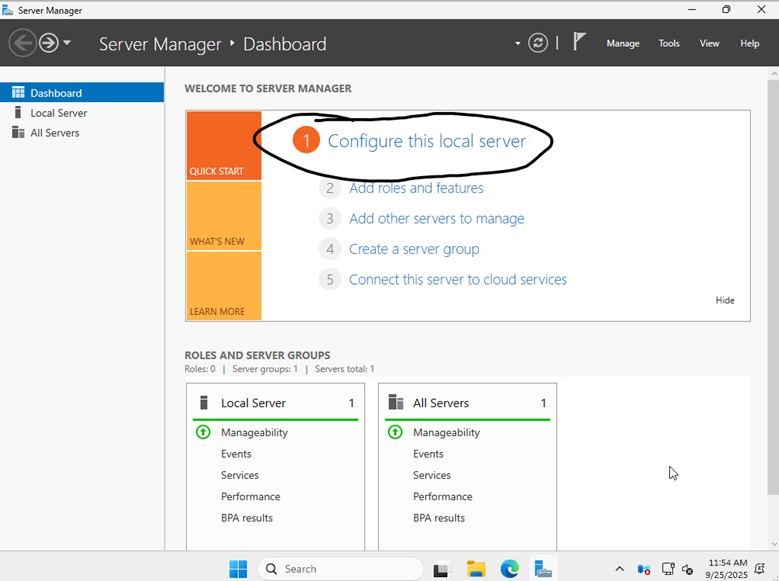 Server Manager
Server Manager • Dashboard
Manage Tools View Help
Dashboard
Local Server
All Servers
WELCOME TO SERVER MANAGER
QUICK START
WHAT'S NEW
LEARN MORE
1 Configure this local server
2 Add roles and features
3 Add other servers to manage
4 Create a server group
5 Connect this server to cloud services
Hide
ROLES AND SERVER GROUPS
Roles: 0 | Server groups: 1 | Servers total: 1
Local Server 1
Manageability
Events
Services
Performance
BPA results
All Servers 1
Manageability
Events
Services
Performance
BPA results
Search
11:54 AM
9/25/2025